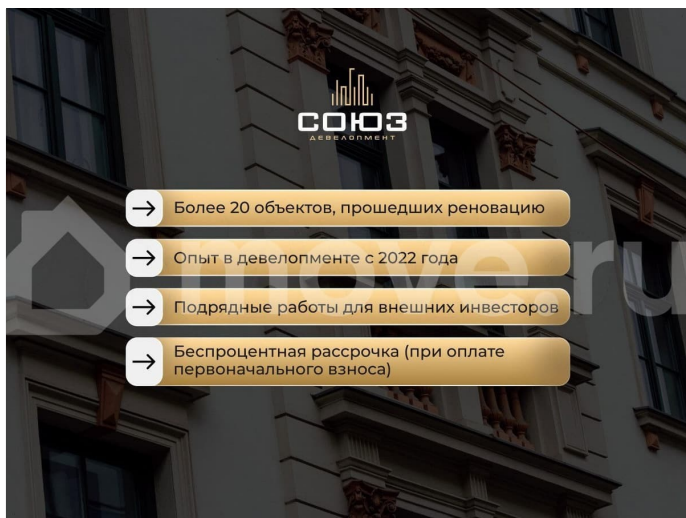 СОЮЗ
ДЕВЕЛОПМЕНТ
Более 20 объектов, прошедших реновацию
Опыт в девелопменте с 2022 года
move.ru
Подрядные работы для внешних инвесторов
Беспроцентная рассрочка (при оплате
первоначального взноса)